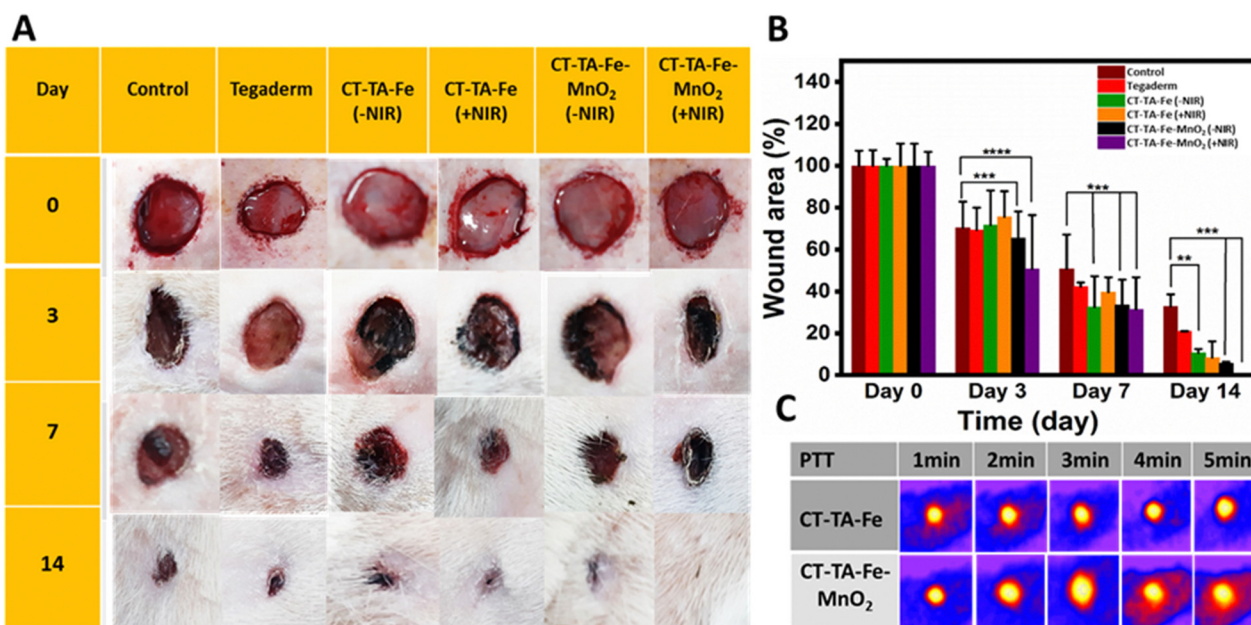 A
Day
Control
Tegaderm
CT-TA-Fe
(-NIR)
CT-TA-Fe
(+NIR)
CT-TA-Fe-
MnO₂
(-NIR)
CT-TA-Fe-
MnO₂
(+NIR)
0
3
7
14
B
Wound area (%)
140
120
100
80
60
40
20
0
Control
Tegaderm
CT-TA-Fe (-NIR)
CT-TA-Fe (+NIR)
CT-TA-Fe-MnO₂ (-NIR)
CT-TA-Fe-MnO₂ (+NIR)
****
***
***
***
**
Day 0
Day 3
Day 7
Day 14
Time (day)
C
PTT
1min
2min
3min
4min
5min
CT-TA-Fe
CT-TA-Fe-
MnO₂